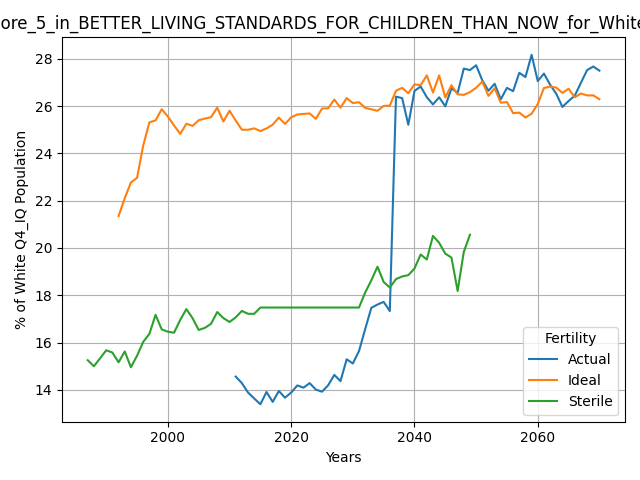 ore_5_in_BETTER_LIVING_STANDARDS_FOR_CHILDREN_THAN_NOW_for_White
% of White Q4_IQ Population
28
26
24
22
20
18
16
14
2000
2020
2040
2060
Years
Fertility
Actual
Ideal
Sterile